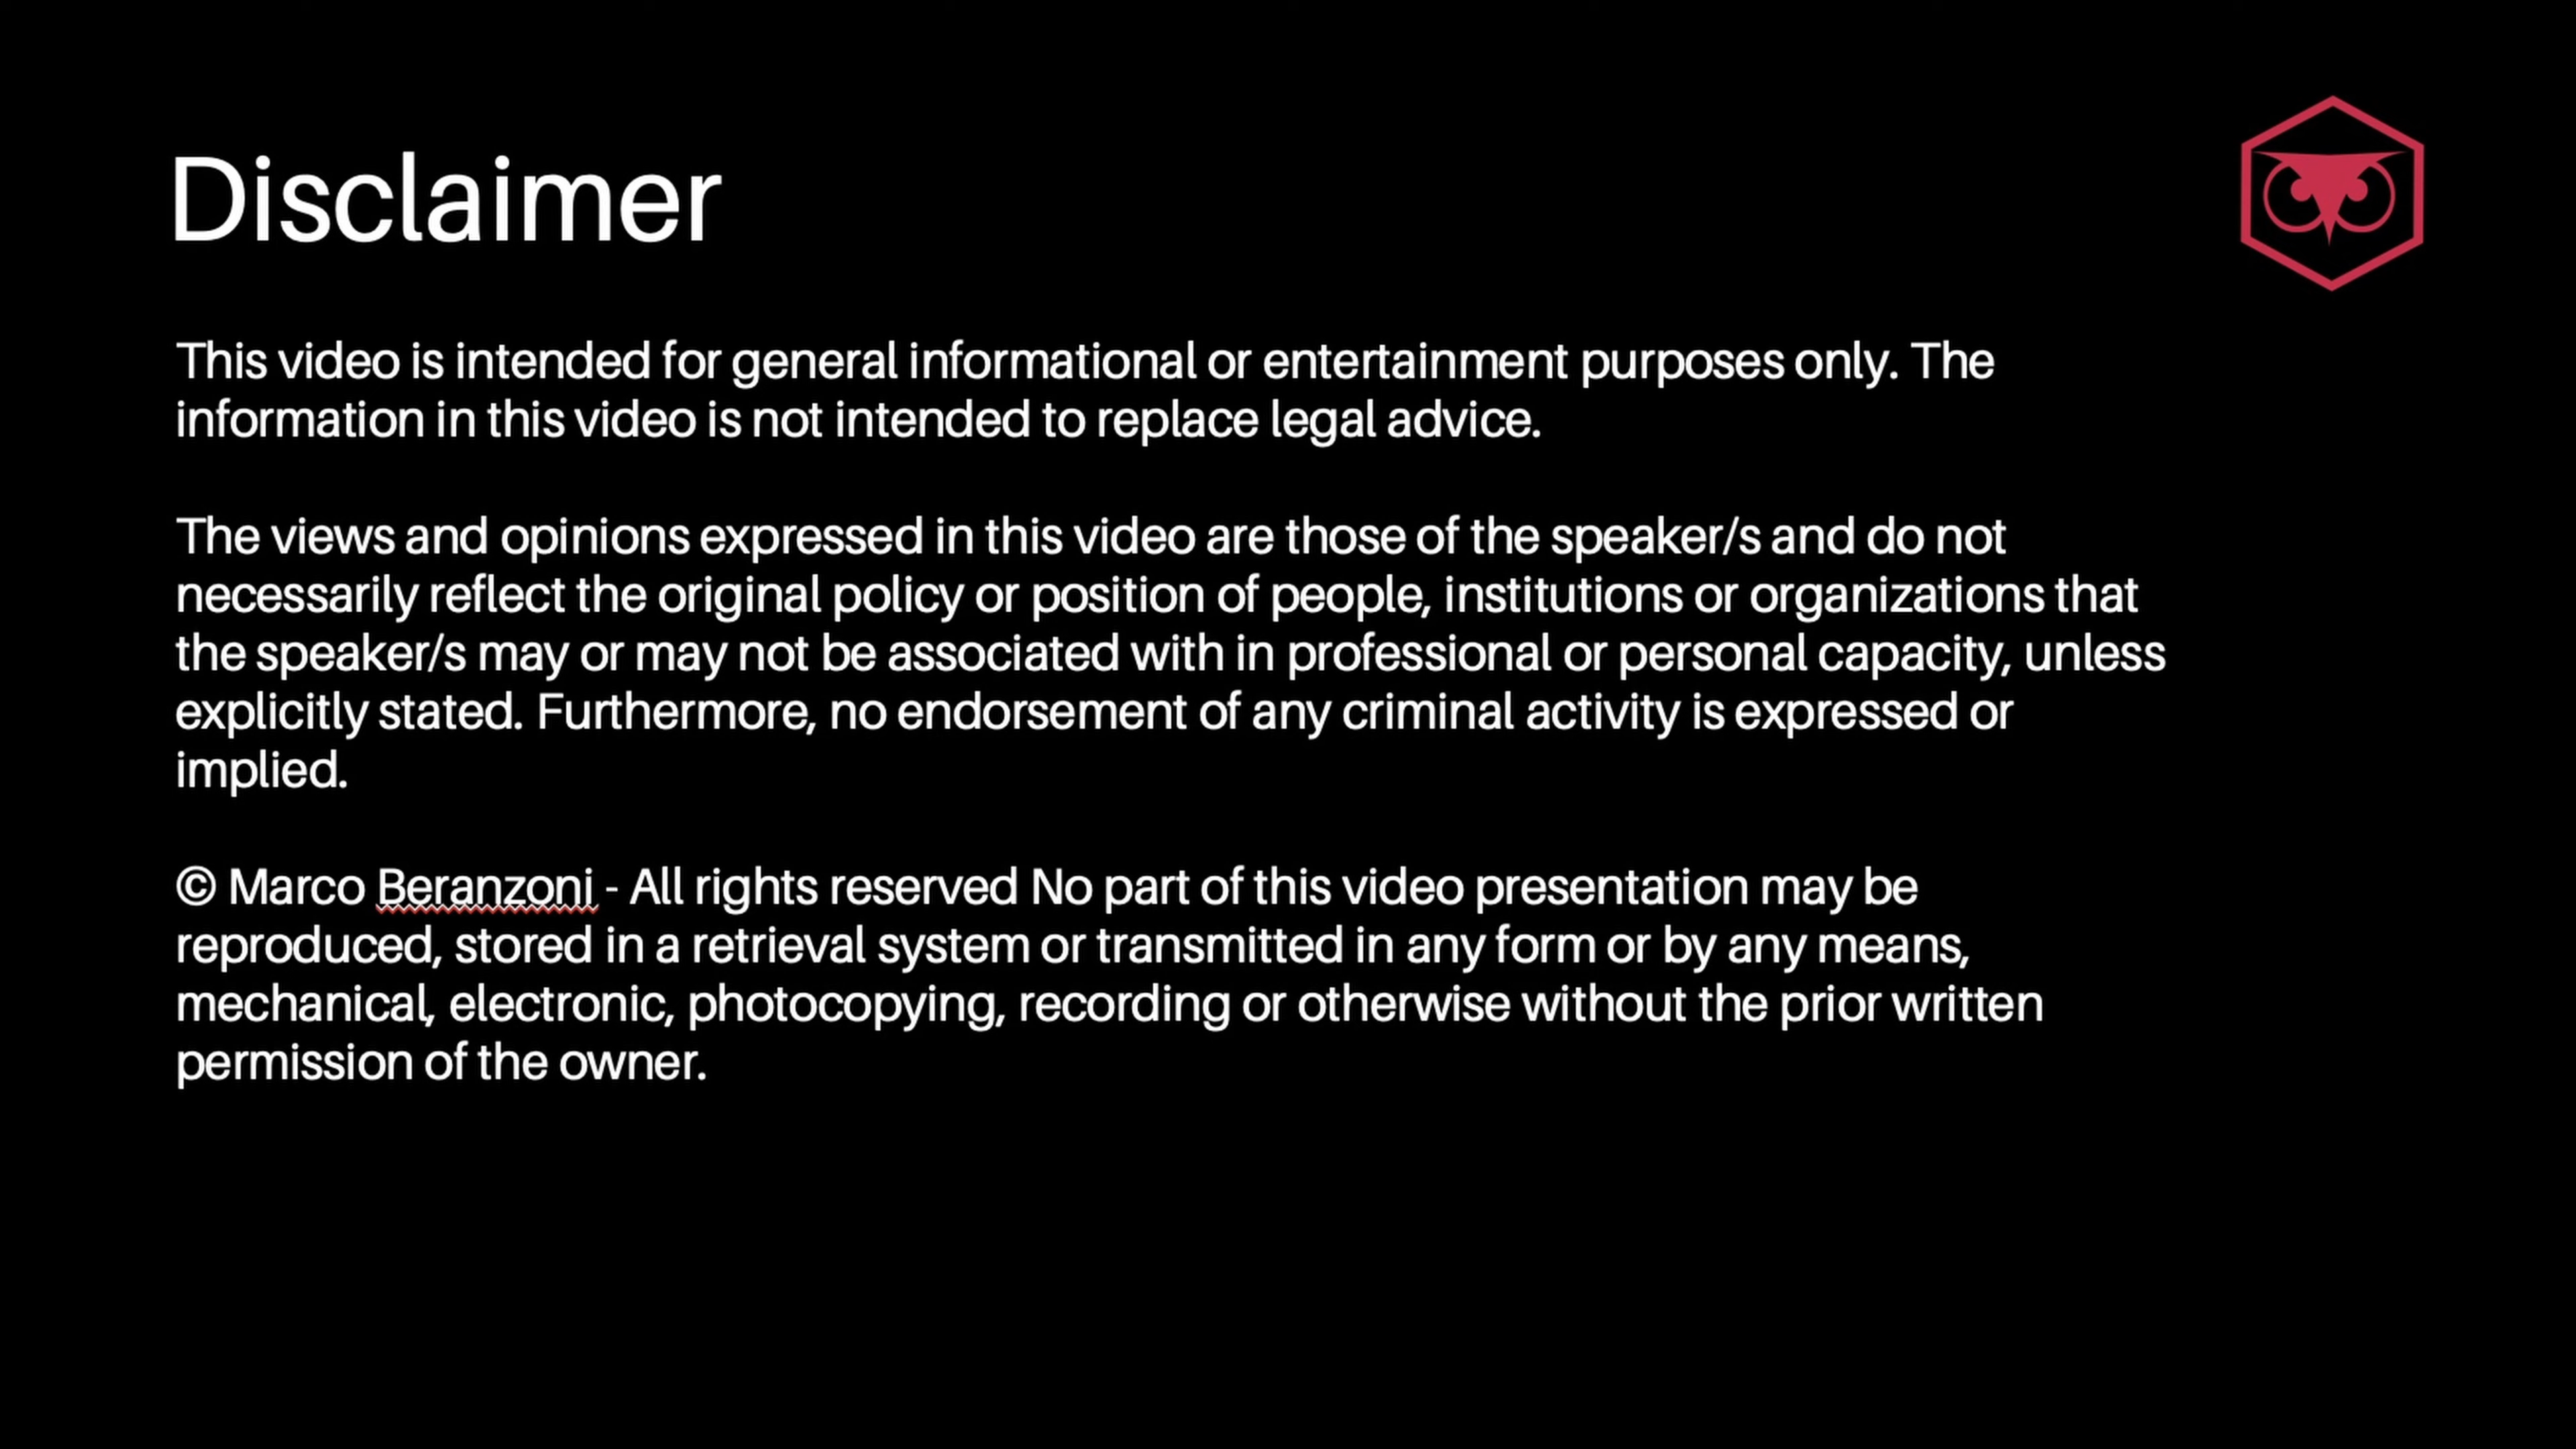 Disclaimer
This video is intended for general informational or entertainment purposes only. The
information in this video is not intended to replace legal advice.
The views and opinions expressed in this video are those of the speaker/s and do not
necessarily reflect the original policy or position of people, institutions or organizations that
the speaker/s may or may not be associated with in professional or personal capacity, unless
explicitly stated. Furthermore, no endorsement of any criminal activity is expressed or
implied.
© Marco Beranzoni - All rights reserved No part of this video presentation may be
reproduced, stored in a retrieval system or transmitted in any form or by any means,
mechanical, electronic, photocopying, recording or otherwise without the prior written
permission of the owner.